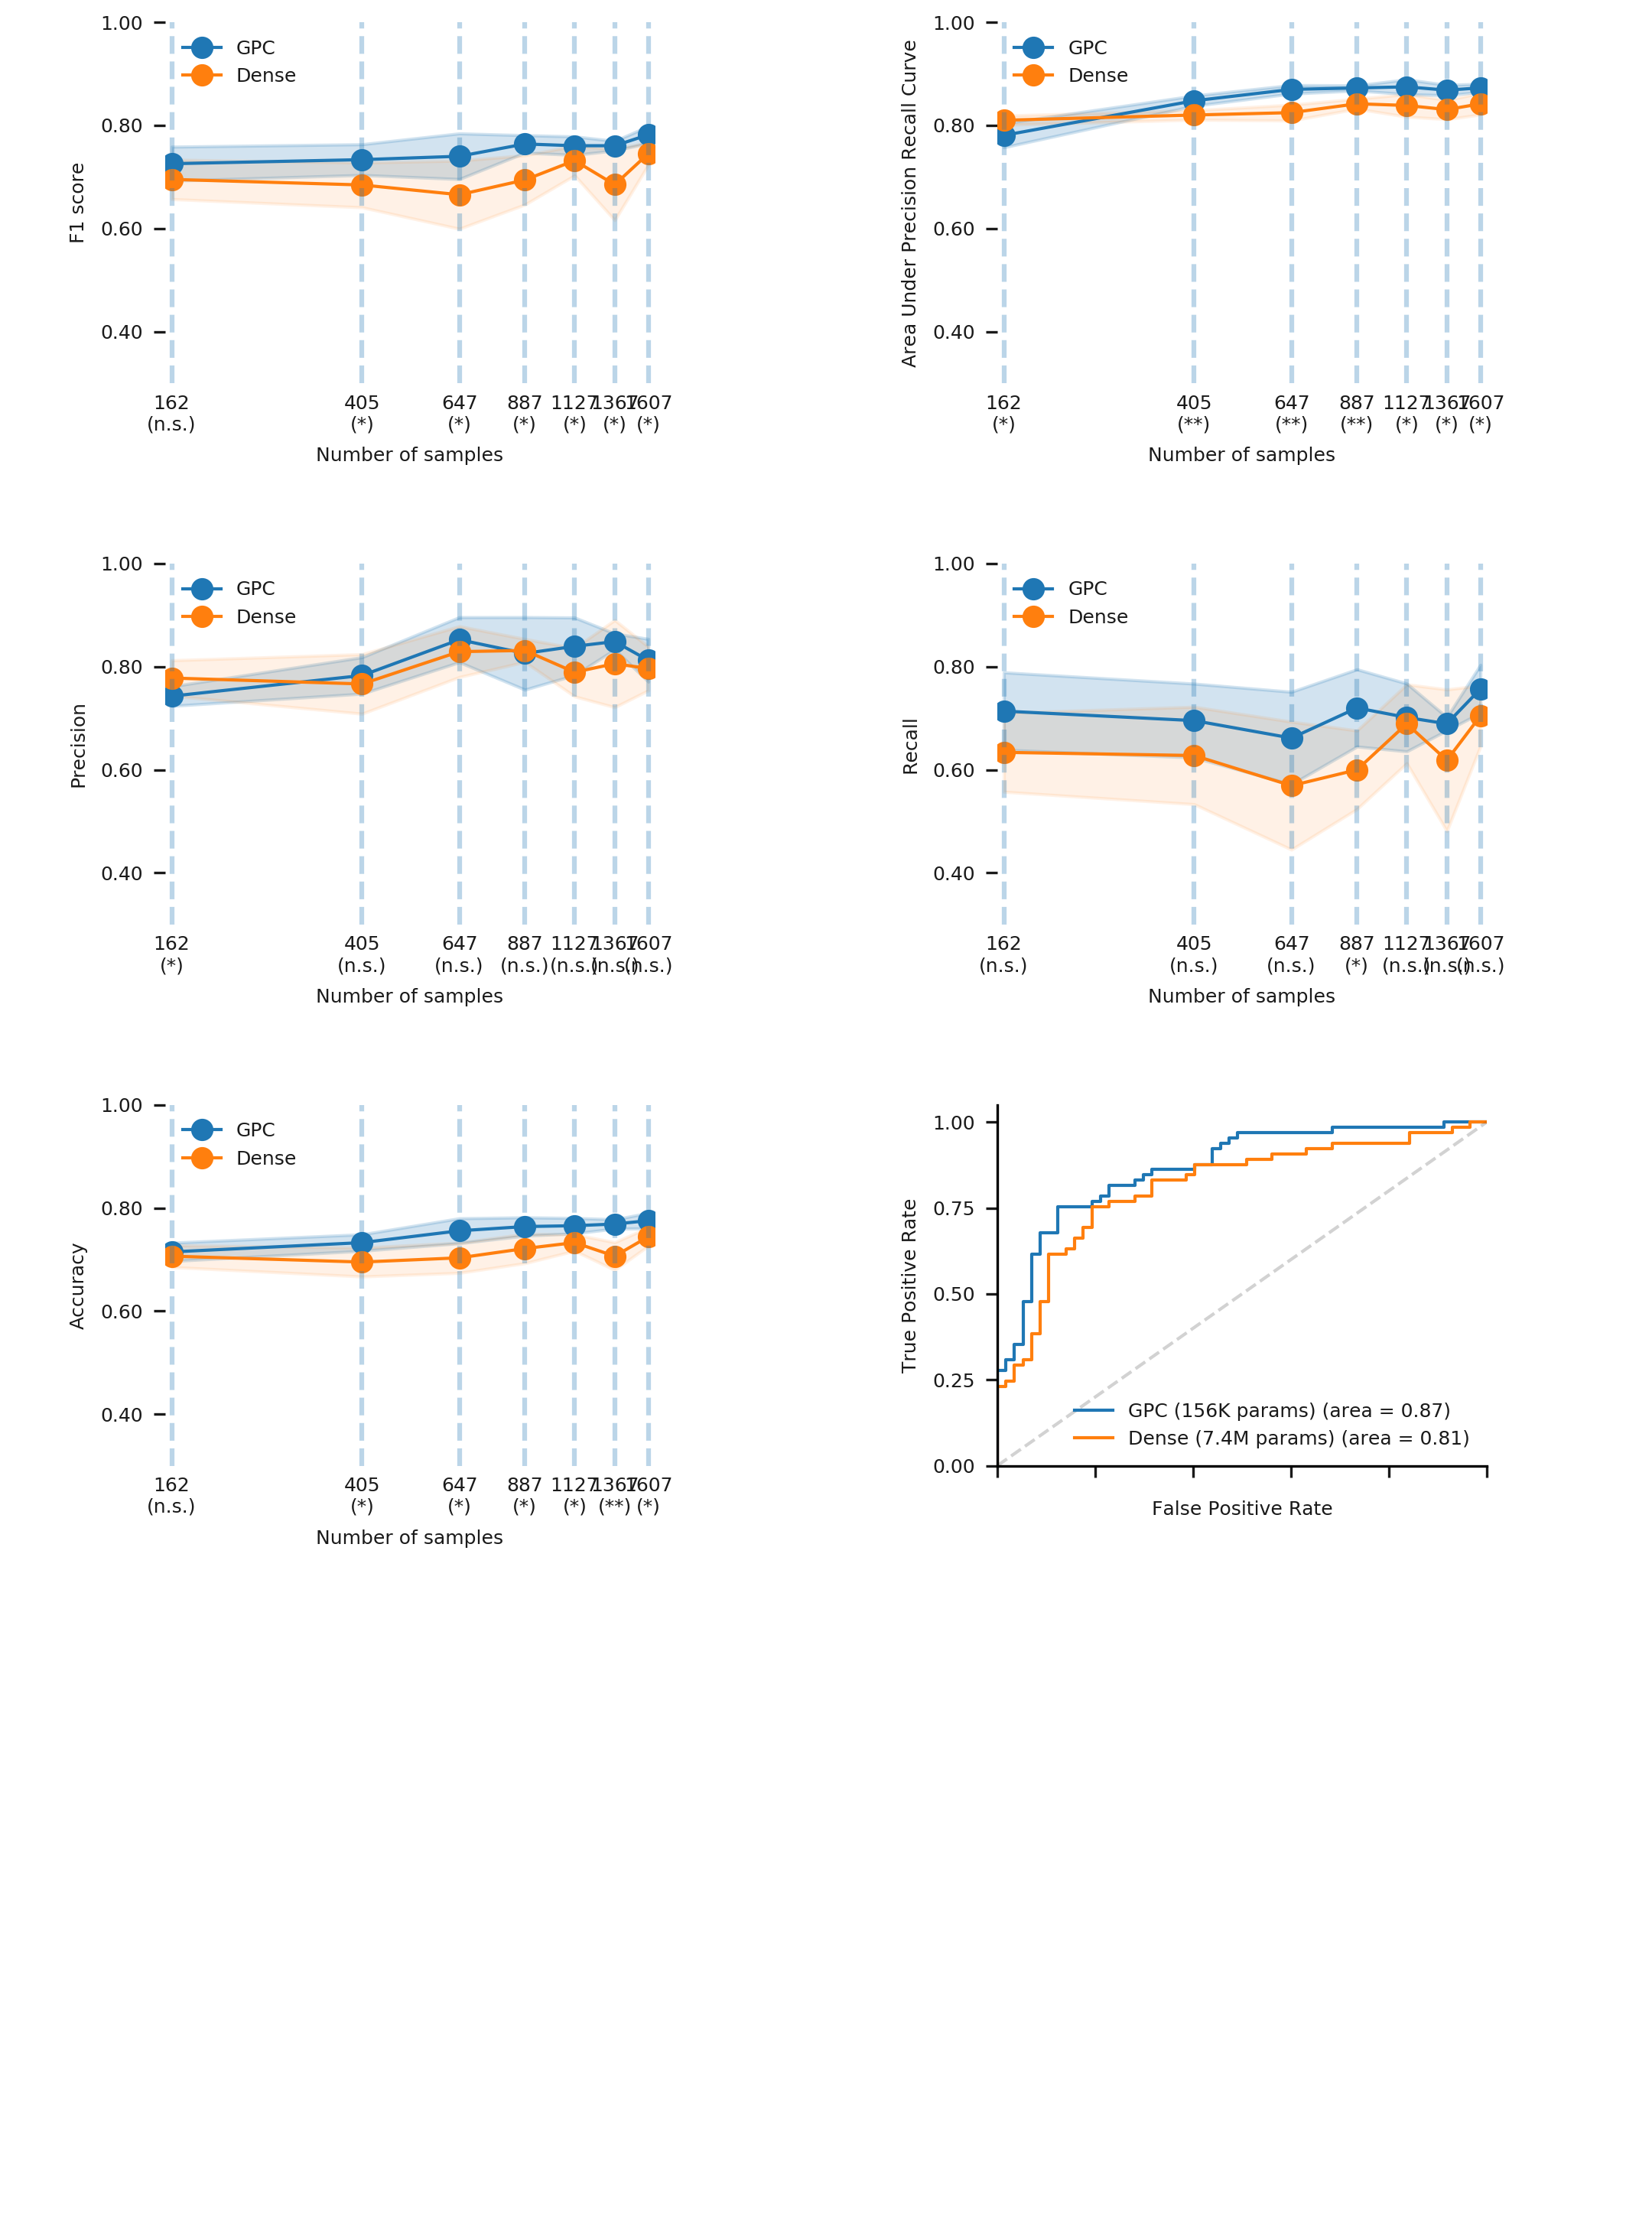 1.00
0.80
0.60
0.40
F1 score
GPC
Dense
162 405 647 887 1127 1367 1607
(n.s.) (*) (*) (*) (*) (*) (*)
Number of samples
1.00
0.80
0.60
0.40
Area Under Precision Recall Curve
GPC
Dense
162 405 647 887 1127 1367 1607
(*) (**) (**) (**) (*) (*) (*)
Number of samples
1.00
0.80
0.60
0.40
Precision
GPC
Dense
162 405 647 887 1127 1367 1607
(*) (n.s.) (n.s.) (n.s.) (n.s.) (n.s.) (n.s.)
Number of samples
1.00
0.80
0.60
0.40
Recall
GPC
Dense
162 405 647 887 1127 1367 1607
(n.s.) (n.s.) (n.s.) (*) (n.s.) (n.s.) (n.s.)
Number of samples
1.00
0.80
0.60
0.40
Accuracy
GPC
Dense
162 405 647 887 1127 1367 1607
(n.s.) (*) (*) (*) (*) (**) (*)
Number of samples
1.00
0.75
0.50
0.25
0.00
True Positive Rate
GPC (156K params) (area = 0.87)
Dense (7.4M params) (area = 0.81)
False Positive Rate